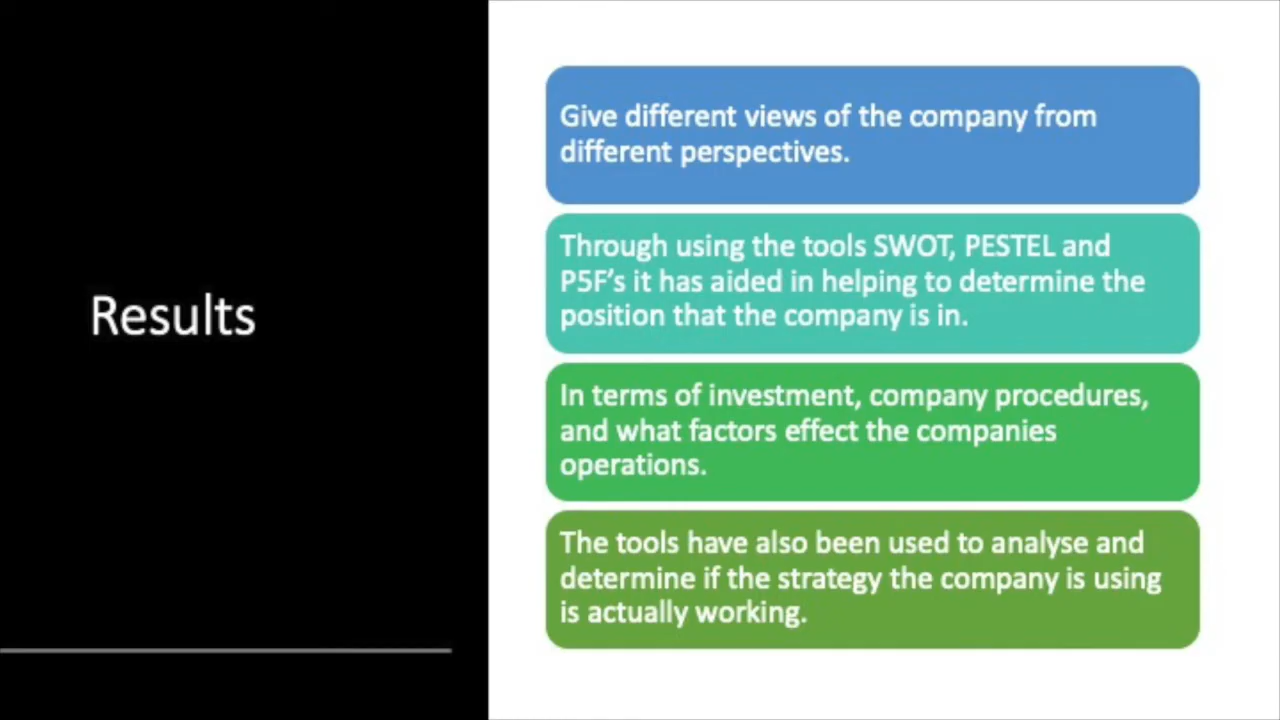 Results
Give different views of the company from
different perspectives.
Through using the tools SWOT, PESTEL and
P5F’s it has aided in helping to determine the
position that the company is in.
In terms of investment, company procedures,
and what factors effect the companies
operations.
The tools have also been used to analyse and
determine if the strategy the company is using
is actually working.